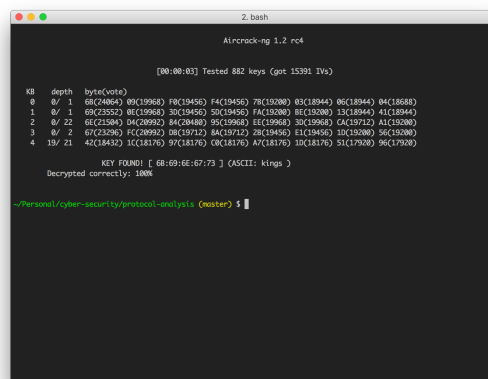 2. bash
Aircrack-ng 1.2 rc4
[00:00:03] Tested 882 keys (got 15391 IVs)
KB depth byte(vote)
0 0/ 1 6B(24064) 09(19968) F0(19456) F4(19456) 7B(19200) 03(18944) 06(18944) 04(18688)
1 0/ 1 69(23552) 0E(19968) 3D(19456) 5D(19456) FA(19200) BE(19200) 13(18944) 41(18944)
2 0/ 22 6E(21504) D4(20992) 84(20480) 95(19968) EE(19968) 3D(19968) CA(19712) A1(19200)
3 0/ 2 67(23296) FC(20992) DB(19712) 8A(19712) 2B(19456) E1(19456) 1D(19200) 56(19200)
4 19/ 21 42(18432) 1C(18176) 97(18176) C0(18176) A7(18176) 1D(18176) 51(17920) 96(17920)
KEY FOUND! [ 6B:69:6E:67:73 ] (ASCII: kings )
Decrypted correctly: 100%
~/Personal/cyber-security/protocol-analysis (master) $